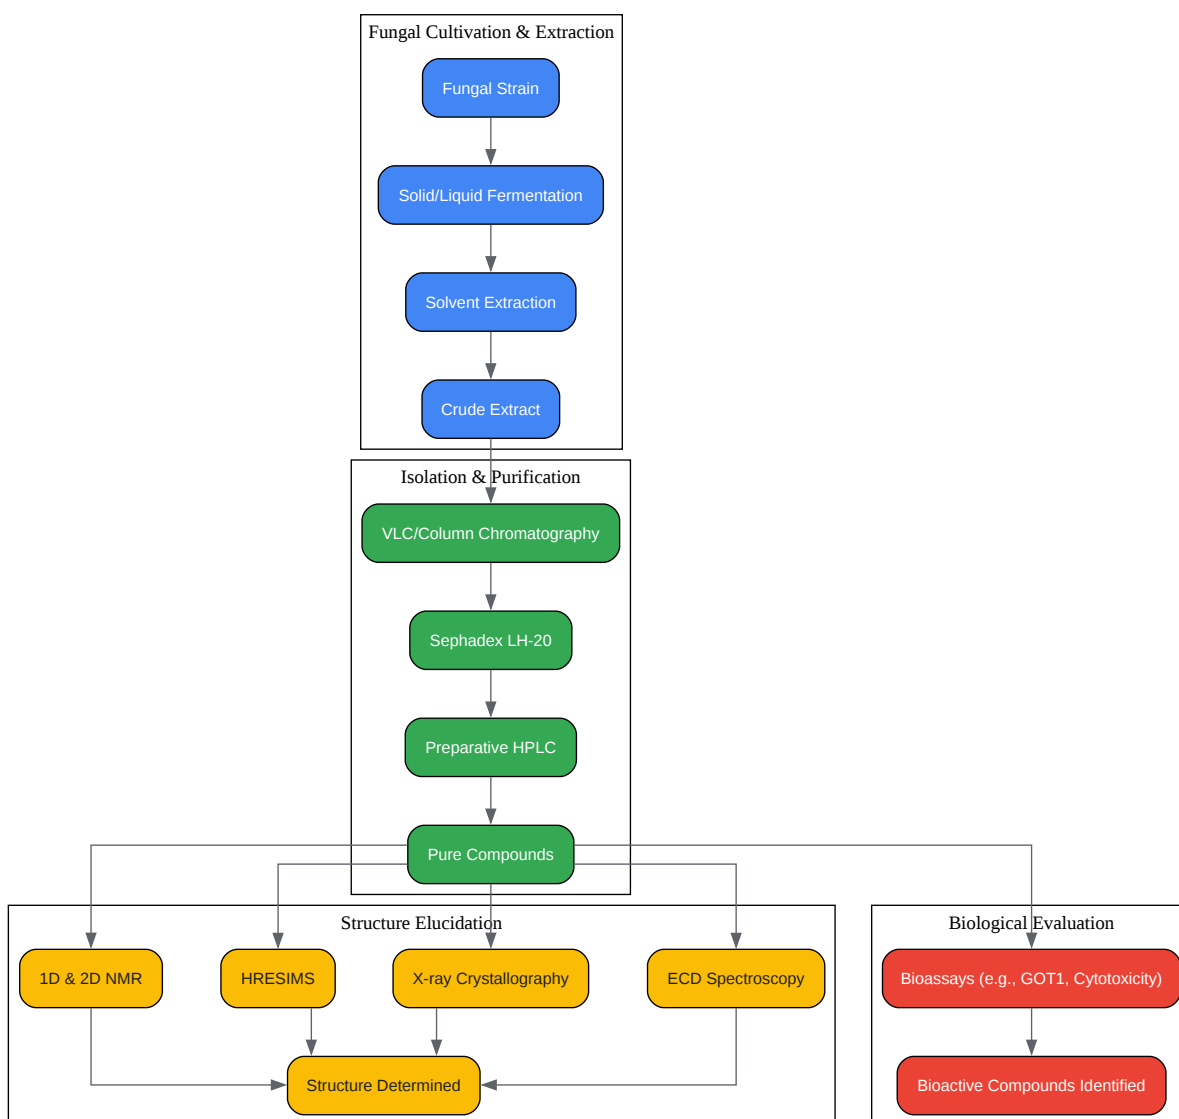 Fungal Cultivation & Extraction
Fungal Strain
Solid/Liquid Fermentation
Solvent Extraction
Crude Extract
Isolation & Purification
VLC/Column Chromatography
Sephadex LH-20
Preparative HPLC
Pure Compounds
Structure Elucidation
1D & 2D NMR
HRESIMS
X-ray Crystallography
ECD Spectroscopy
Structure Determined
Biological Evaluation
Bioassays (e.g., GOT1, Cytotoxicity)
Bioactive Compounds Identified